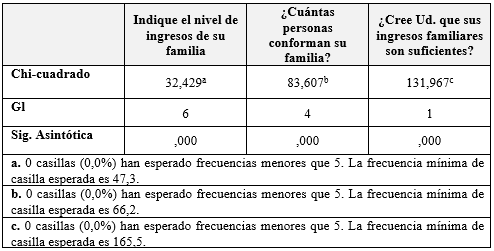 Indique el nivel de ingresos de su familia
¿Cuántas personas conforman su familia?
¿Cree Ud. que sus ingresos familiares son suficientes?
Chi-cuadrado 32,429a 83,607b 131,967c
Gl 6 4 1
Sig. Asintótica ,000 ,000 ,000
a. 0 casillas (0,0%) han esperado frecuencias menores que 5. La frecuencia mínima de
casilla esperada es 47,3.
b. 0 casillas (0,0%) han esperado frecuencias menores que 5. La frecuencia mínima de
casilla esperada es 66,2.
c. 0 casillas (0,0%) han esperado frecuencias menores que 5. La frecuencia mínima de
casilla esperada es 165,5.